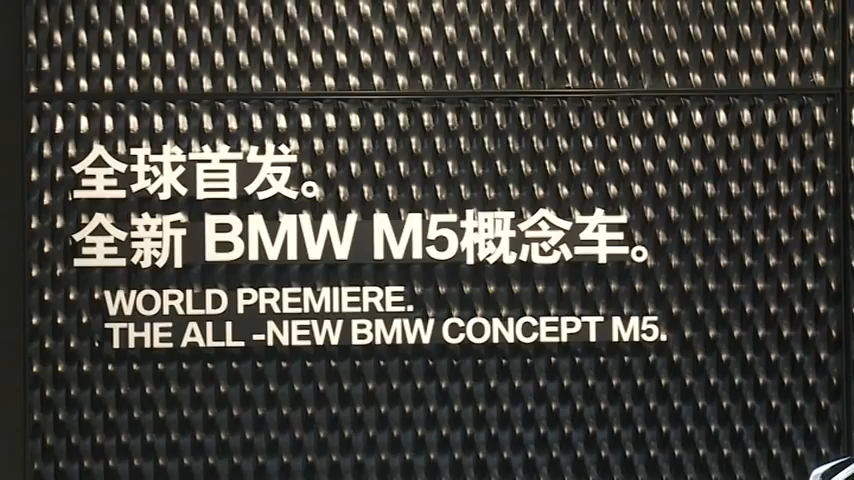 全球首发。
全新 BMW M5概念车。
WORLD PREMIERE.
THE ALL -NEW BMW CONCEPT M5.